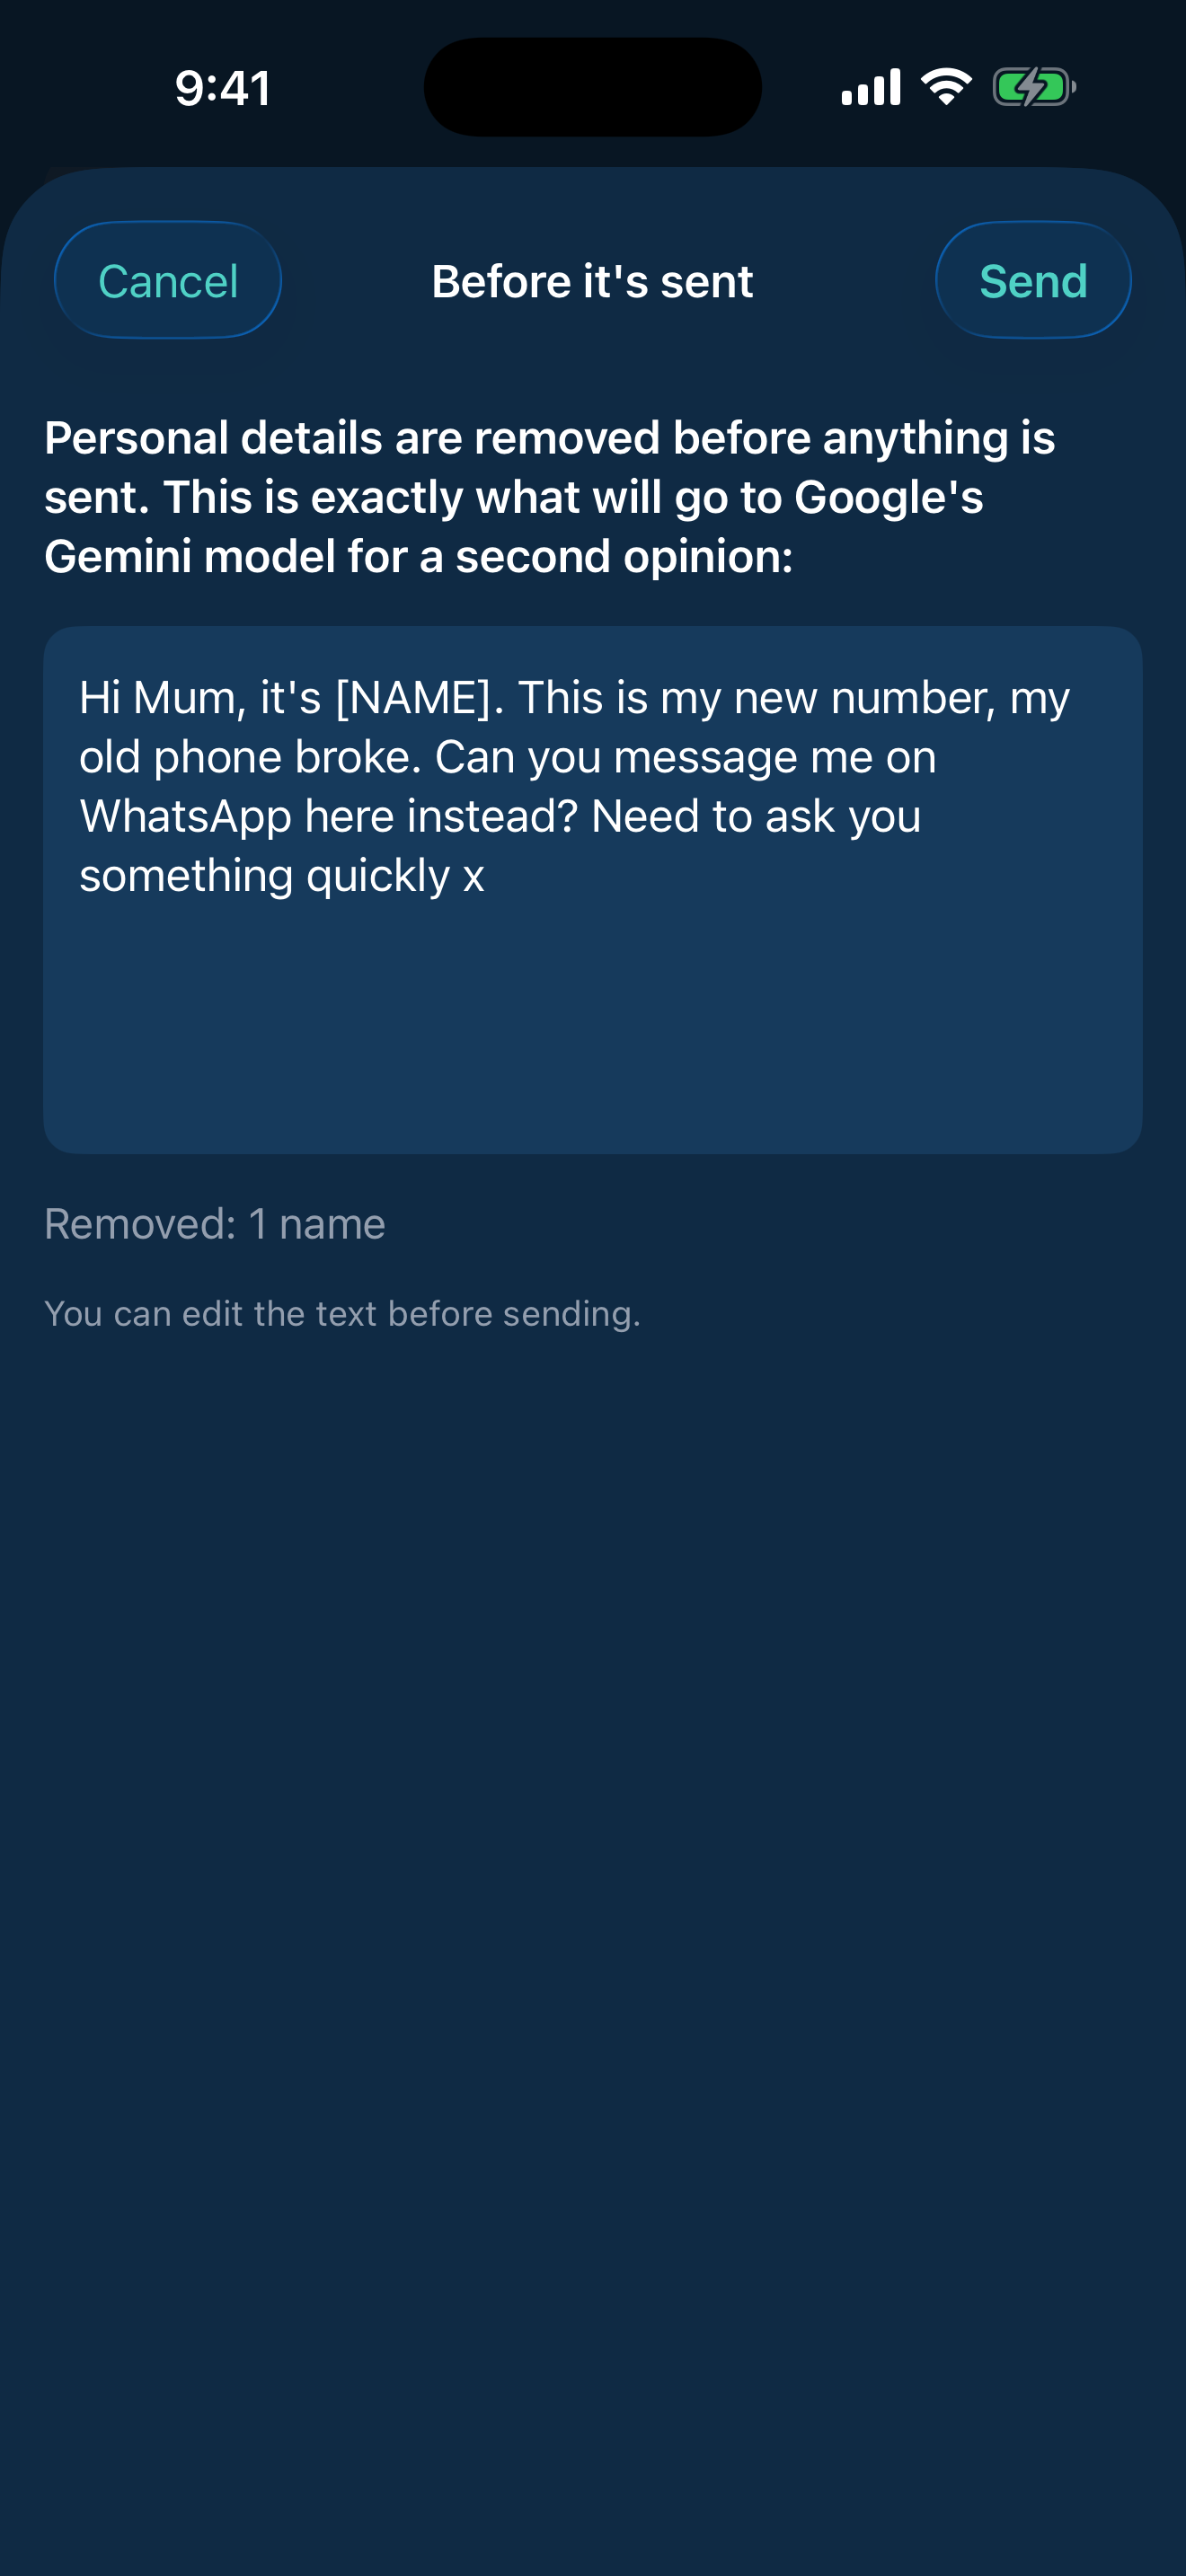 9:41
Cancel
Before it's sent
Send
Personal details are removed before anything is
sent. This is exactly what will go to Google's
Gemini model for a second opinion:
Hi Mum, it's [NAME]. This is my new number, my
old phone broke. Can you message me on
WhatsApp here instead? Need to ask you
something quickly x
Removed: 1 name
You can edit the text before sending.